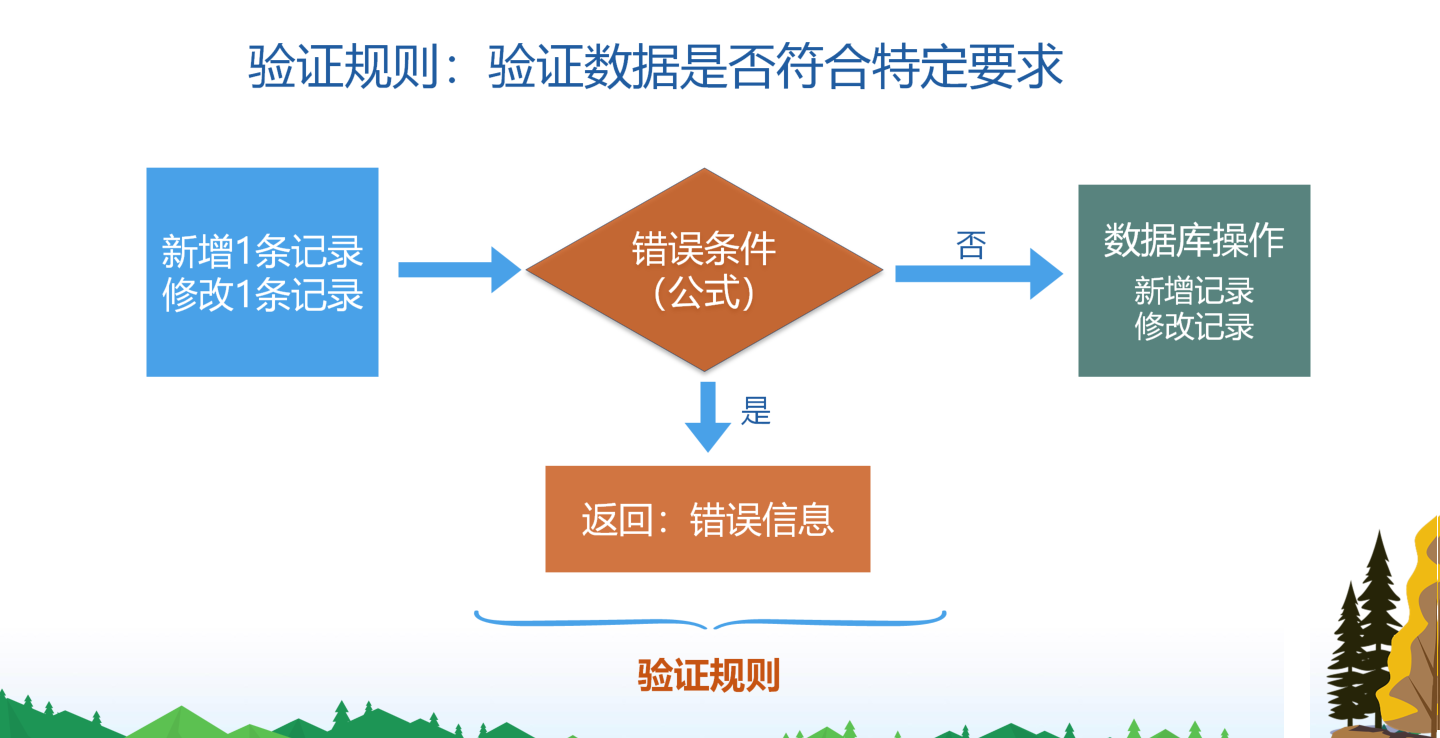 验证规则：验证数据是否符合特定要求
新增1条记录
修改1条记录
错误条件
（公式）
否
数据库操作
新增记录
修改记录
是
返回：错误信息
验证规则